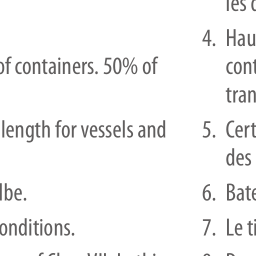 of containers. 50% of
length for vessels and
lbe.
onditions.
les
4. Hau
cont
tran
5. Cert
des
6. Bate
7. Le ti